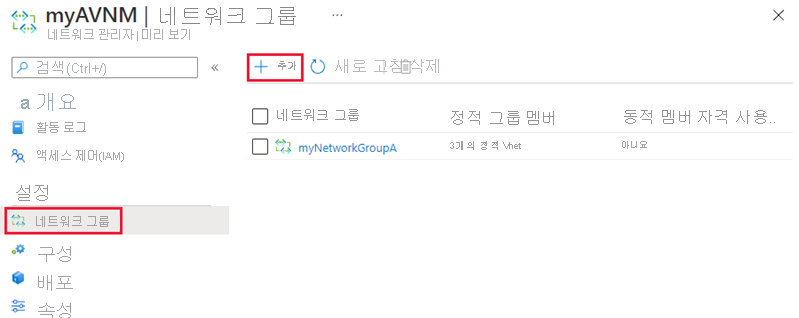 myAVNM | 네트워크 그룹 ...
네트워크 관리자 | 미리 보기
검색(Ctrl+/) «
+ 추가 새로 고침 삭제
a 개요
활동 로그
액세스 제어(IAM)
설정
네트워크 그룹
구성
배포
속성
네트워크 그룹 정적 그룹 멤버 동적 멤버 자격 사용..
myNetworkGroupA 3개의 정적 Vnet 아니요